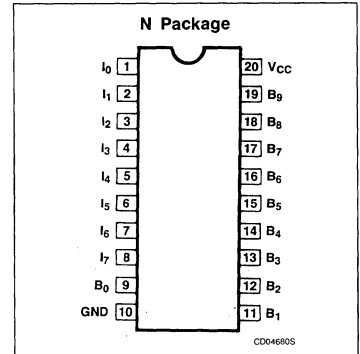 N Package
I0 1 20 VCC
I1 2 19 B9
I2 3 18 B8
I3 4 17 B7
I4 5 16 B6
I5 6 15 B5
I6 7 14 B4
I7 8 13 B3
B0 9 12 B2
GND 10 11 B1
CD04680S